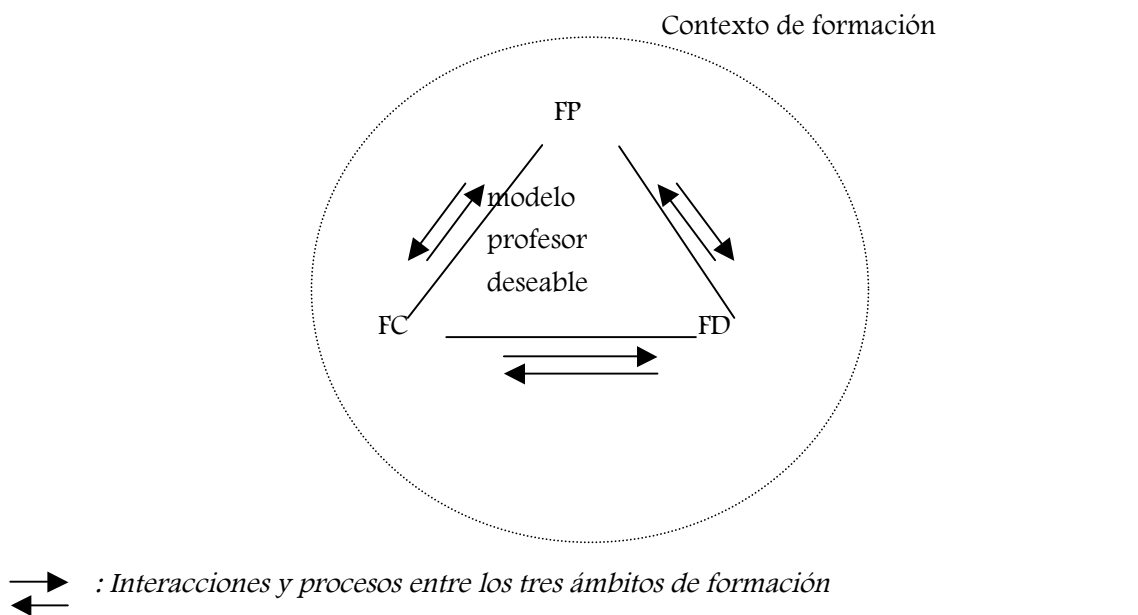 Contexto de formación
FP
modelo
profesor
deseable
FC
FD
: Interacciones y procesos entre los tres ámbitos de formación